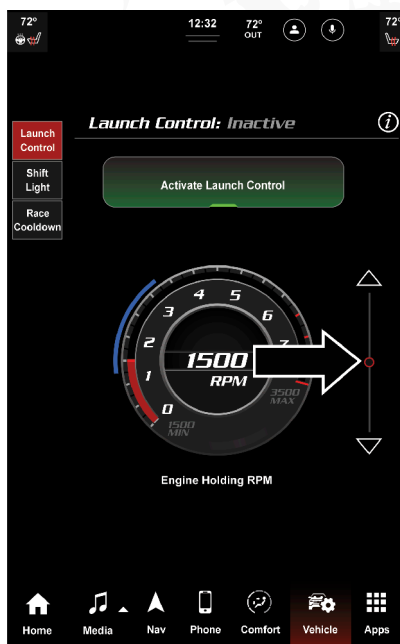 72°
12:32
72°
OUT
72°
Launch Control: Inactive
i
Launch
Control
Shift
Light
Race
Cooldown
Activate Launch Control
4
5
3
6
2
7
1
0
1500
RPM
1500
MIN
3500
MAX
Engine Holding RPM
Home
Media
Nav
Phone
Comfort
Vehicle
Apps